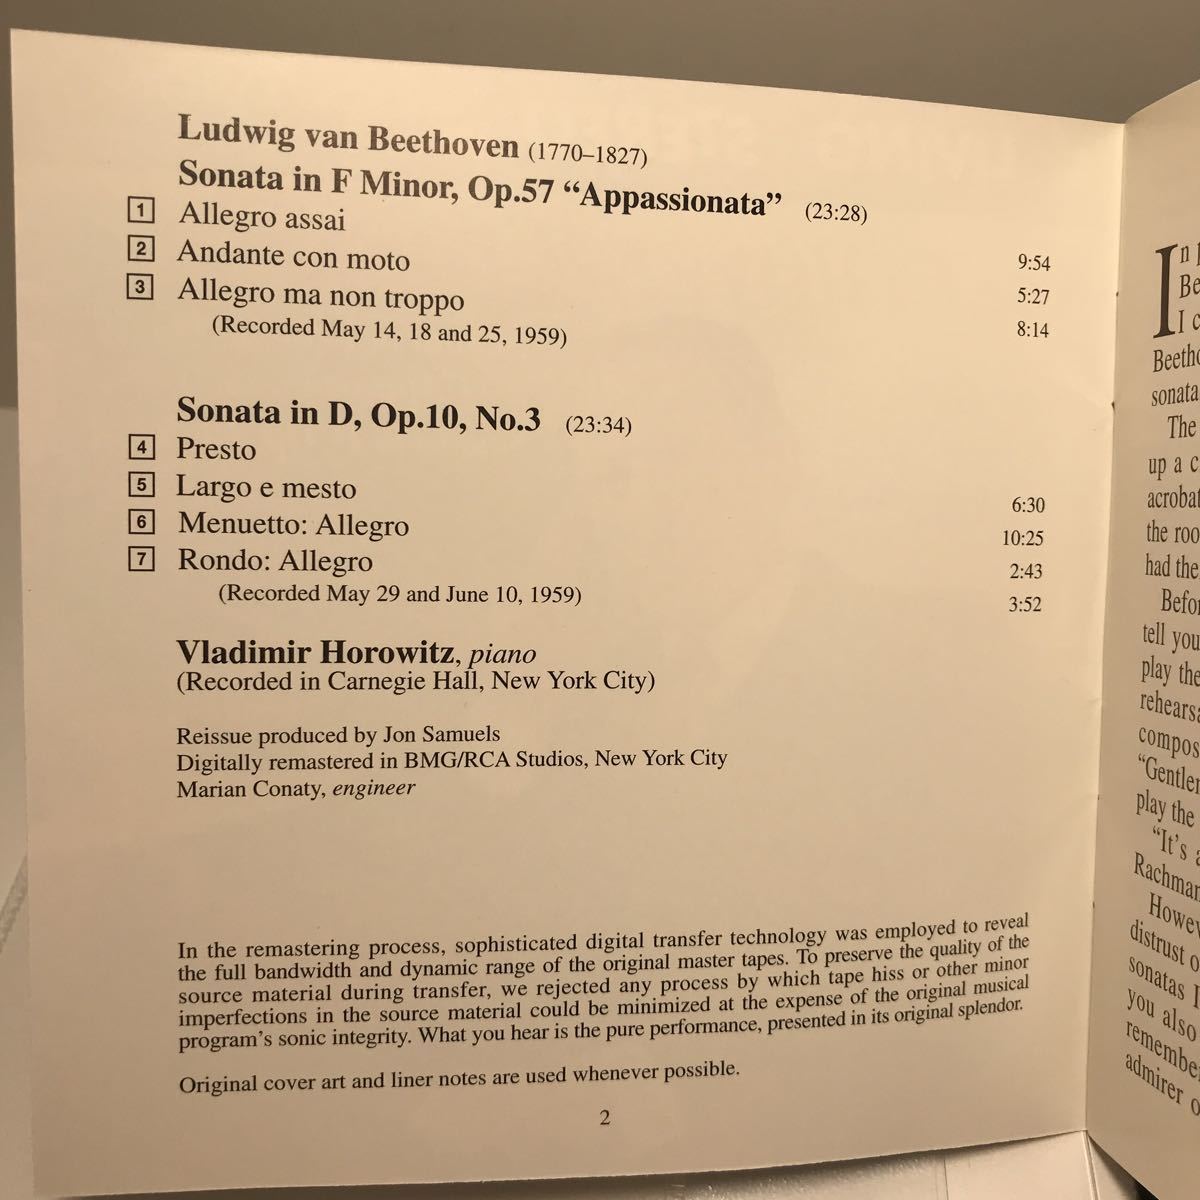 Ludwig van Beethoven (1770–1827)
Sonata in F Minor, Op.57 “Appassionata” (23:28)
1 Allegro assai 9:54
2 Andante con moto 5:27
3 Allegro ma non troppo 8:14
(Recorded May 14, 18 and 25, 1959)
Sonata in D, Op.10, No.3 (23:34)
4 Presto 6:30
5 Largo e mesto 10:25
6 Menuetto: Allegro 2:43
7 Rondo: Allegro 3:52
(Recorded May 29 and June 10, 1959)
Vladimir Horowitz, piano
(Recorded in Carnegie Hall, New York City)
Reissue produced by Jon Samuels
Digitally remastered in BMG/RCA Studios, New York City
Marian Conaty, engineer
In the remastering process, sophisticated digital transfer technology was employed to reveal
the full bandwidth and dynamic range of the original master tapes. To preserve the quality of the
source material during transfer, we rejected any process by which tape hiss or other minor
imperfections in the source material could be minimized at the expense of the original musical
program’s sonic integrity. What you hear is the pure performance, presented in its original splendor.
Original cover art and liner notes are used whenever possible.
2
In
I
sonata
The
up a
the
had the
tell you
play the
“Gentle
play the
“It’s
distrust
sonatas I
you also
admirer